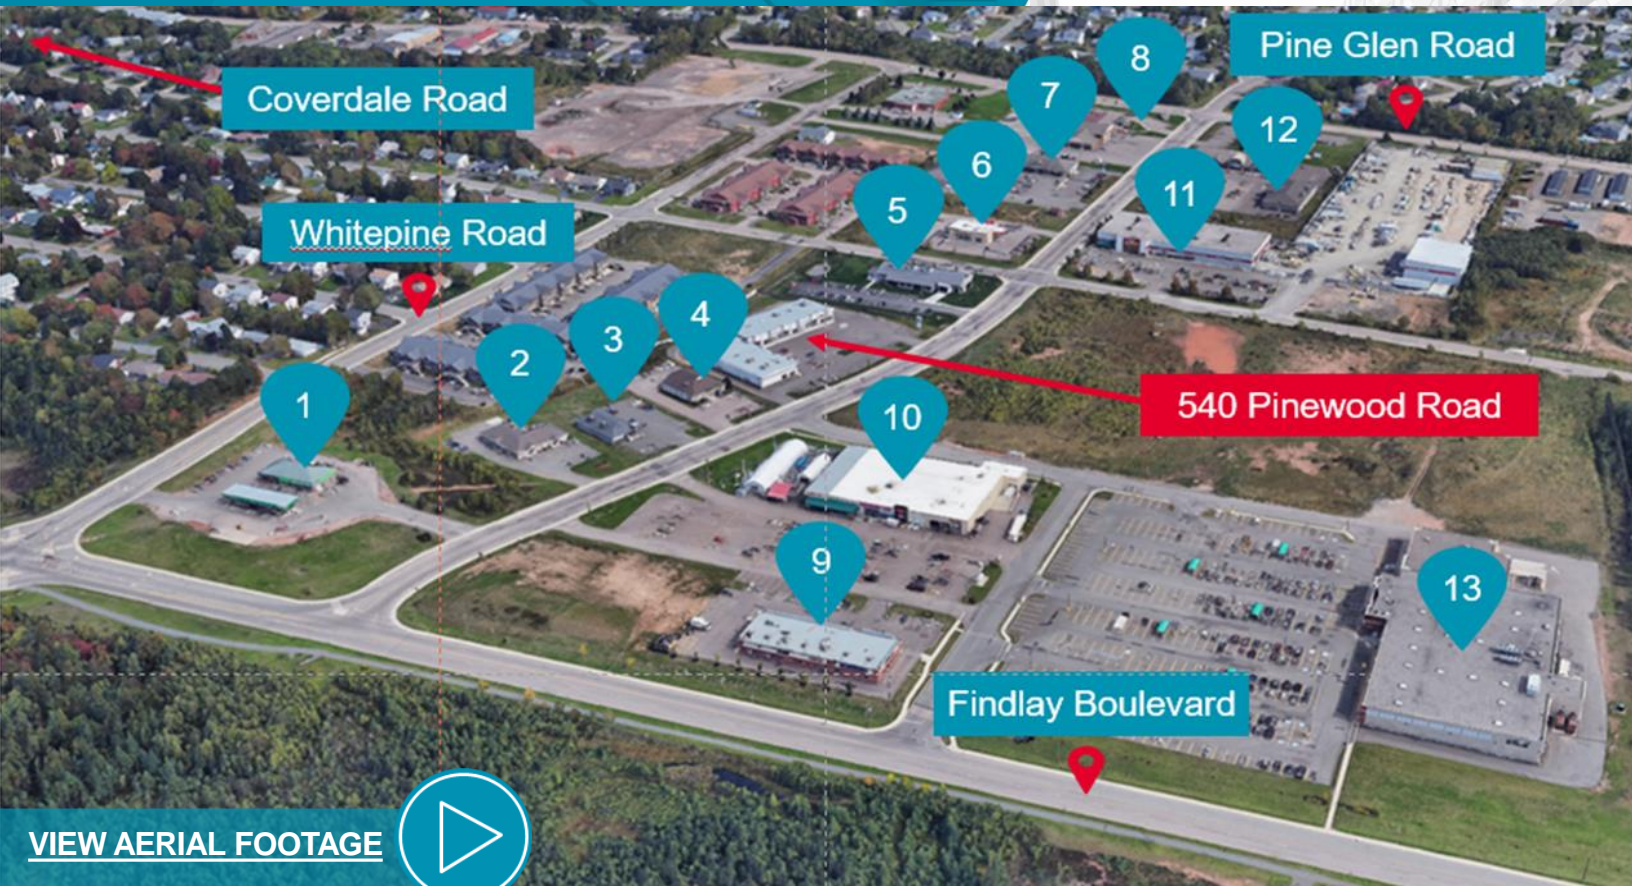 8
Pine Glen Road
Coverdale Road
7
12
6
11
5
Whitepine Road
4
3
2
1
10
540 Pinewood Road
9
13
Findlay Boulevard
VIEW AERIAL FOOTAGE